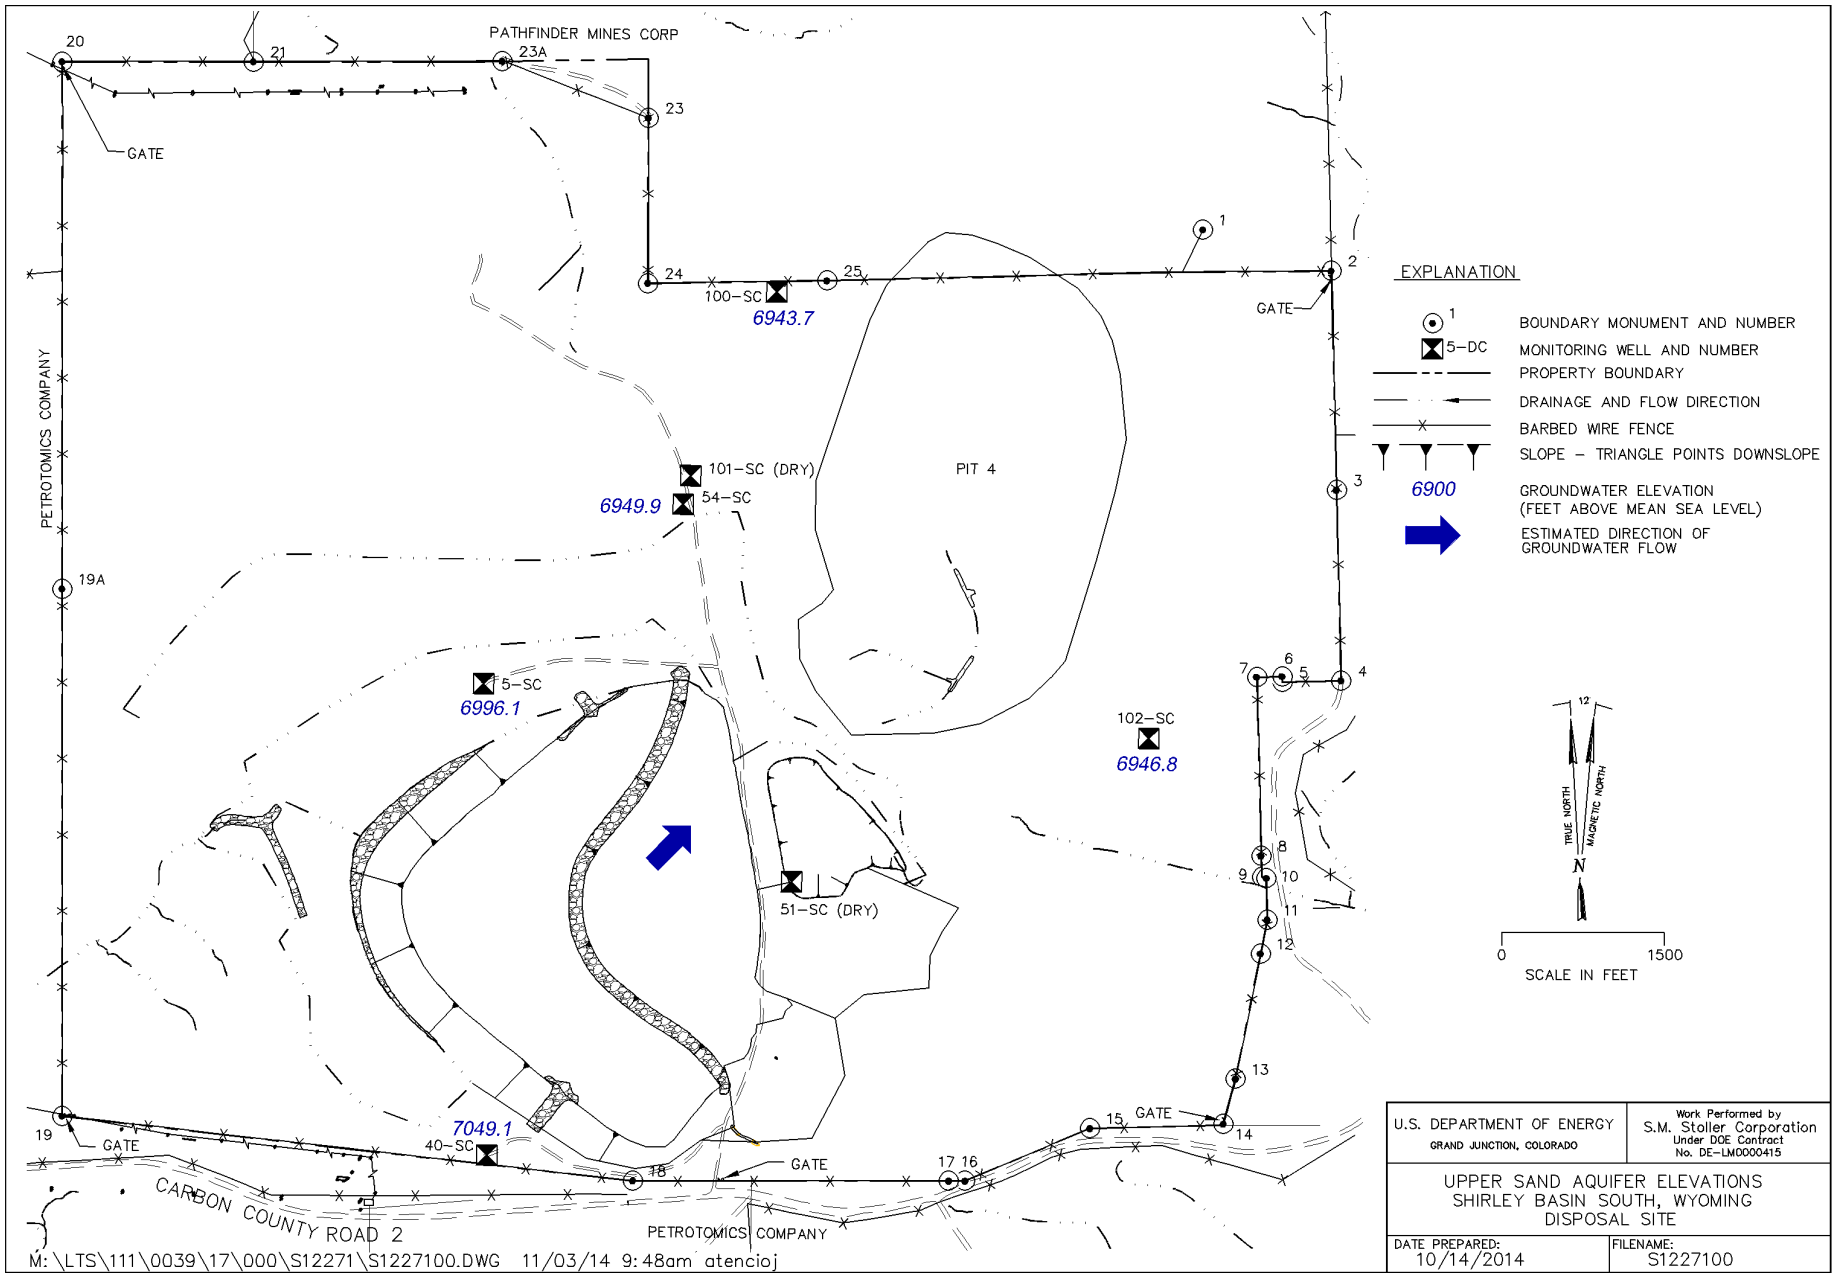 PATHFINDER MINES CORP
20
21
23A
23
GATE
1
2
24
25
100-SC
6943.7
GATE
EXPLANATION
1
BOUNDARY MONUMENT AND NUMBER
5-DC
MONITORING WELL AND NUMBER
PROPERTY BOUNDARY
DRAINAGE AND FLOW DIRECTION
BARBED WIRE FENCE
SLOPE - TRIANGLE POINTS DOWNSLOPE
6900
GROUNDWATER ELEVATION
(FEET ABOVE MEAN SEA LEVEL)
ESTIMATED DIRECTION OF
GROUNDWATER FLOW
PETROTOMICS COMPANY
101-SC (DRY)
54-SC
6949.9
PIT 4
3
19A
5-SC
6996.1
7
6
5
4
102-SC
6946.8
12'
TRUE NORTH
MAGNETIC NORTH
N
8
9
10
11
12
51-SC (DRY)
0
1500
SCALE IN FEET
13
19
GATE
7049.1
40-SC
18
GATE
17
16
15
GATE
14
CARBON COUNTY ROAD 2
PETROTOMICS COMPANY
U.S. DEPARTMENT OF ENERGY
GRAND JUNCTION, COLORADO
Work Performed by
S.M. Stoller Corporation
Under DOE Contract
No. DE-LM0000415
UPPER SAND AQUIFER ELEVATIONS
SHIRLEY BASIN SOUTH, WYOMING
DISPOSAL SITE
DATE PREPARED:
10/14/2014
FILENAME:
S1227100
M:\LTS\111\0039\17\000\S12271\S1227100.DWG 11/03/14 9:48am atencioj